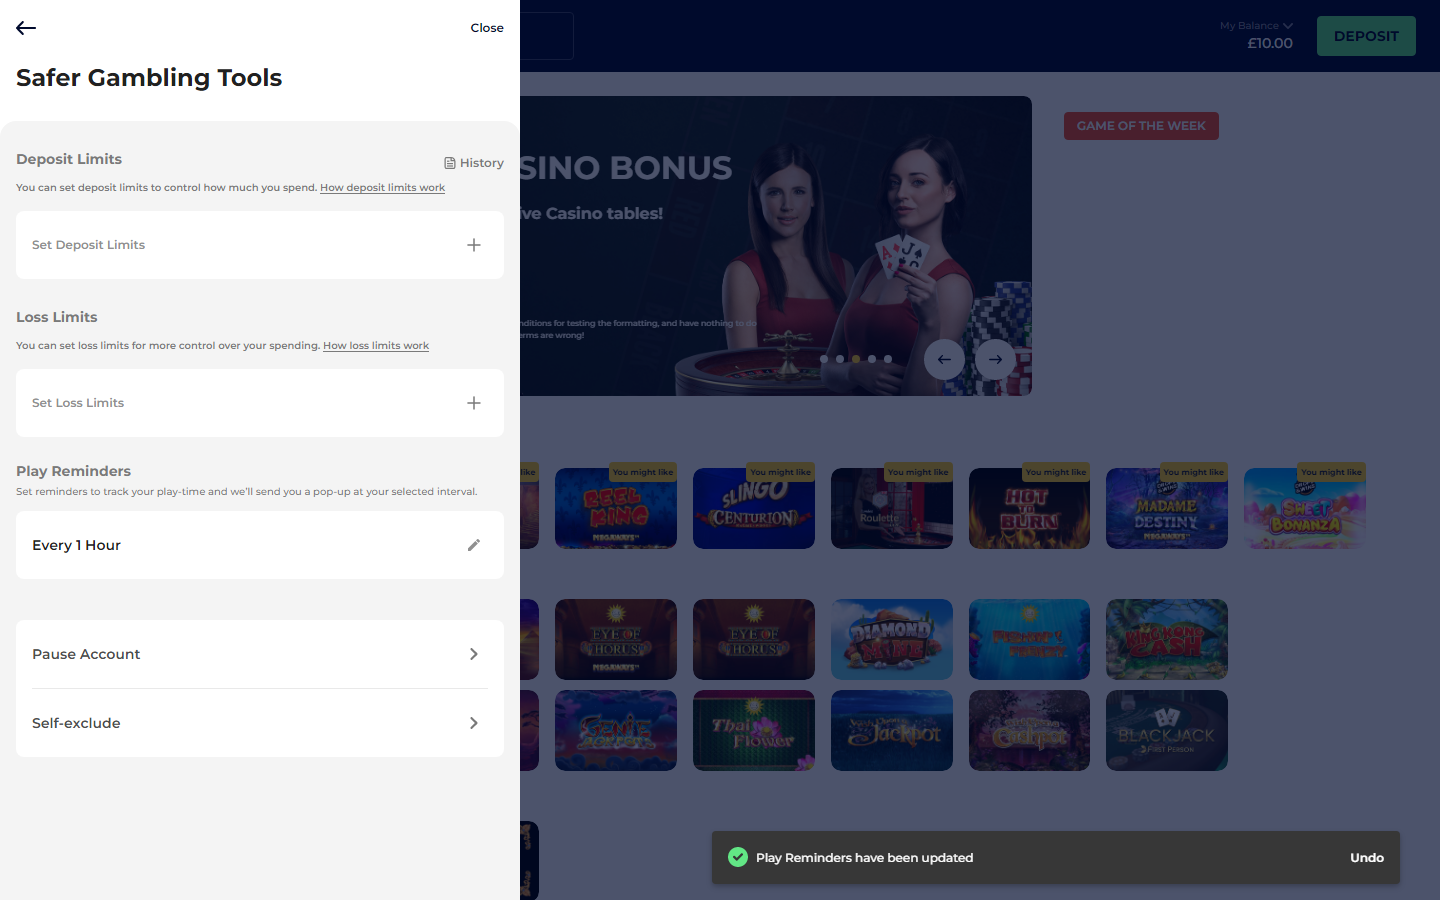 Close
Safer Gambling Tools
Deposit Limits
History
You can set deposit limits to control how much you spend. How deposit limits work
Set Deposit Limits
Loss Limits
You can set loss limits for more control over your spending. How loss limits work
Set Loss Limits
Play Reminders
Set reminders to track your play-time and we'll send you a pop-up at your selected interval.
Every 1 Hour
Pause Account
Self-exclude
My Balance
£10.00
DEPOSIT
SINO BONUS
ive Casino tables!
nditions for testing the formatting, and have nothing to do
erms are wrong!
GAME OF THE WEEK
like
You might like
You might like
You might like
You might like
You might like
You might like
REEL KING
MEGAWAYS
SLINGO
CENTURION
Roulette
HOT
TO
BURN
MADAME
DESTINY
MEGAWAYS
SWEET
BONANZA
EYE OF
HORUS
MEGAWAYS
EYE OF
HORUS
DIAMOND
MINE
FISHIN'
FRENZY
KING KONG
CASH
GENIE
JACKPOTS
Thai
Flower
Jackpot
BLACKJACK
FIRST PERSON
Play Reminders have been updated
Undo